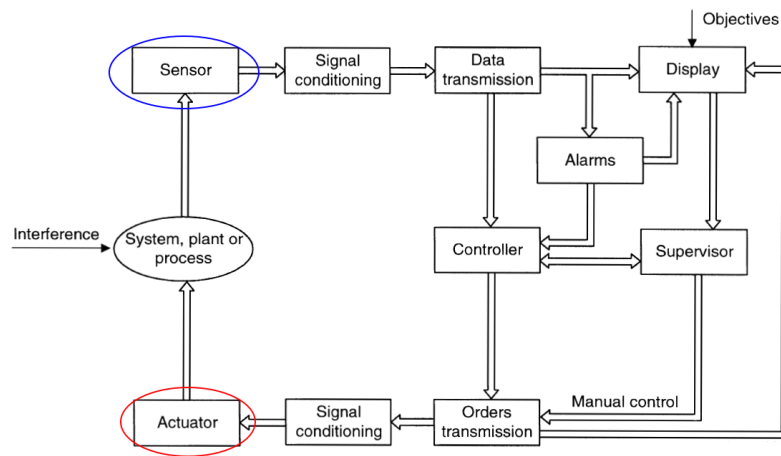 Objectives
Sensor
Signal
conditioning
Data
transmission
Display
Alarms
Interference
System, plant or
process
Controller
Supervisor
Manual control
Actuator
Signal
conditioning
Orders
transmission